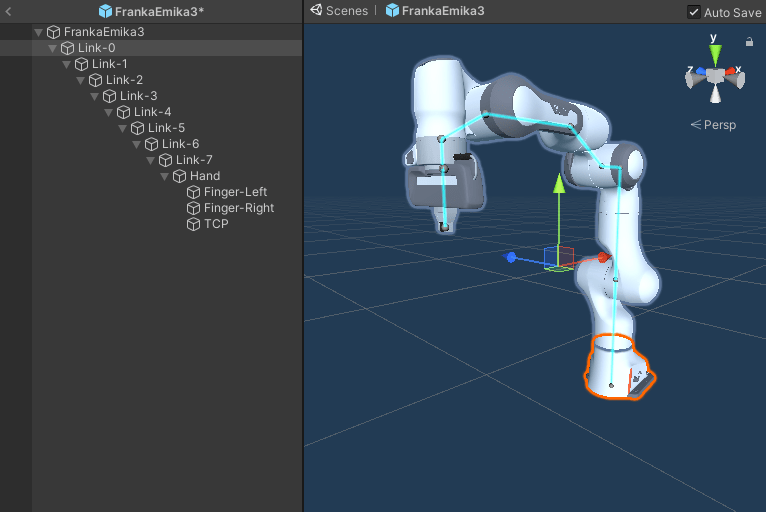 FrankaEmika3*
Scenes | FrankaEmika3
Auto Save
FrankaEmika3
Link-0
Link-1
Link-2
Link-3
Link-4
Link-5
Link-6
Link-7
Hand
Finger-Left
Finger-Right
TCP
y
z
x
Persp